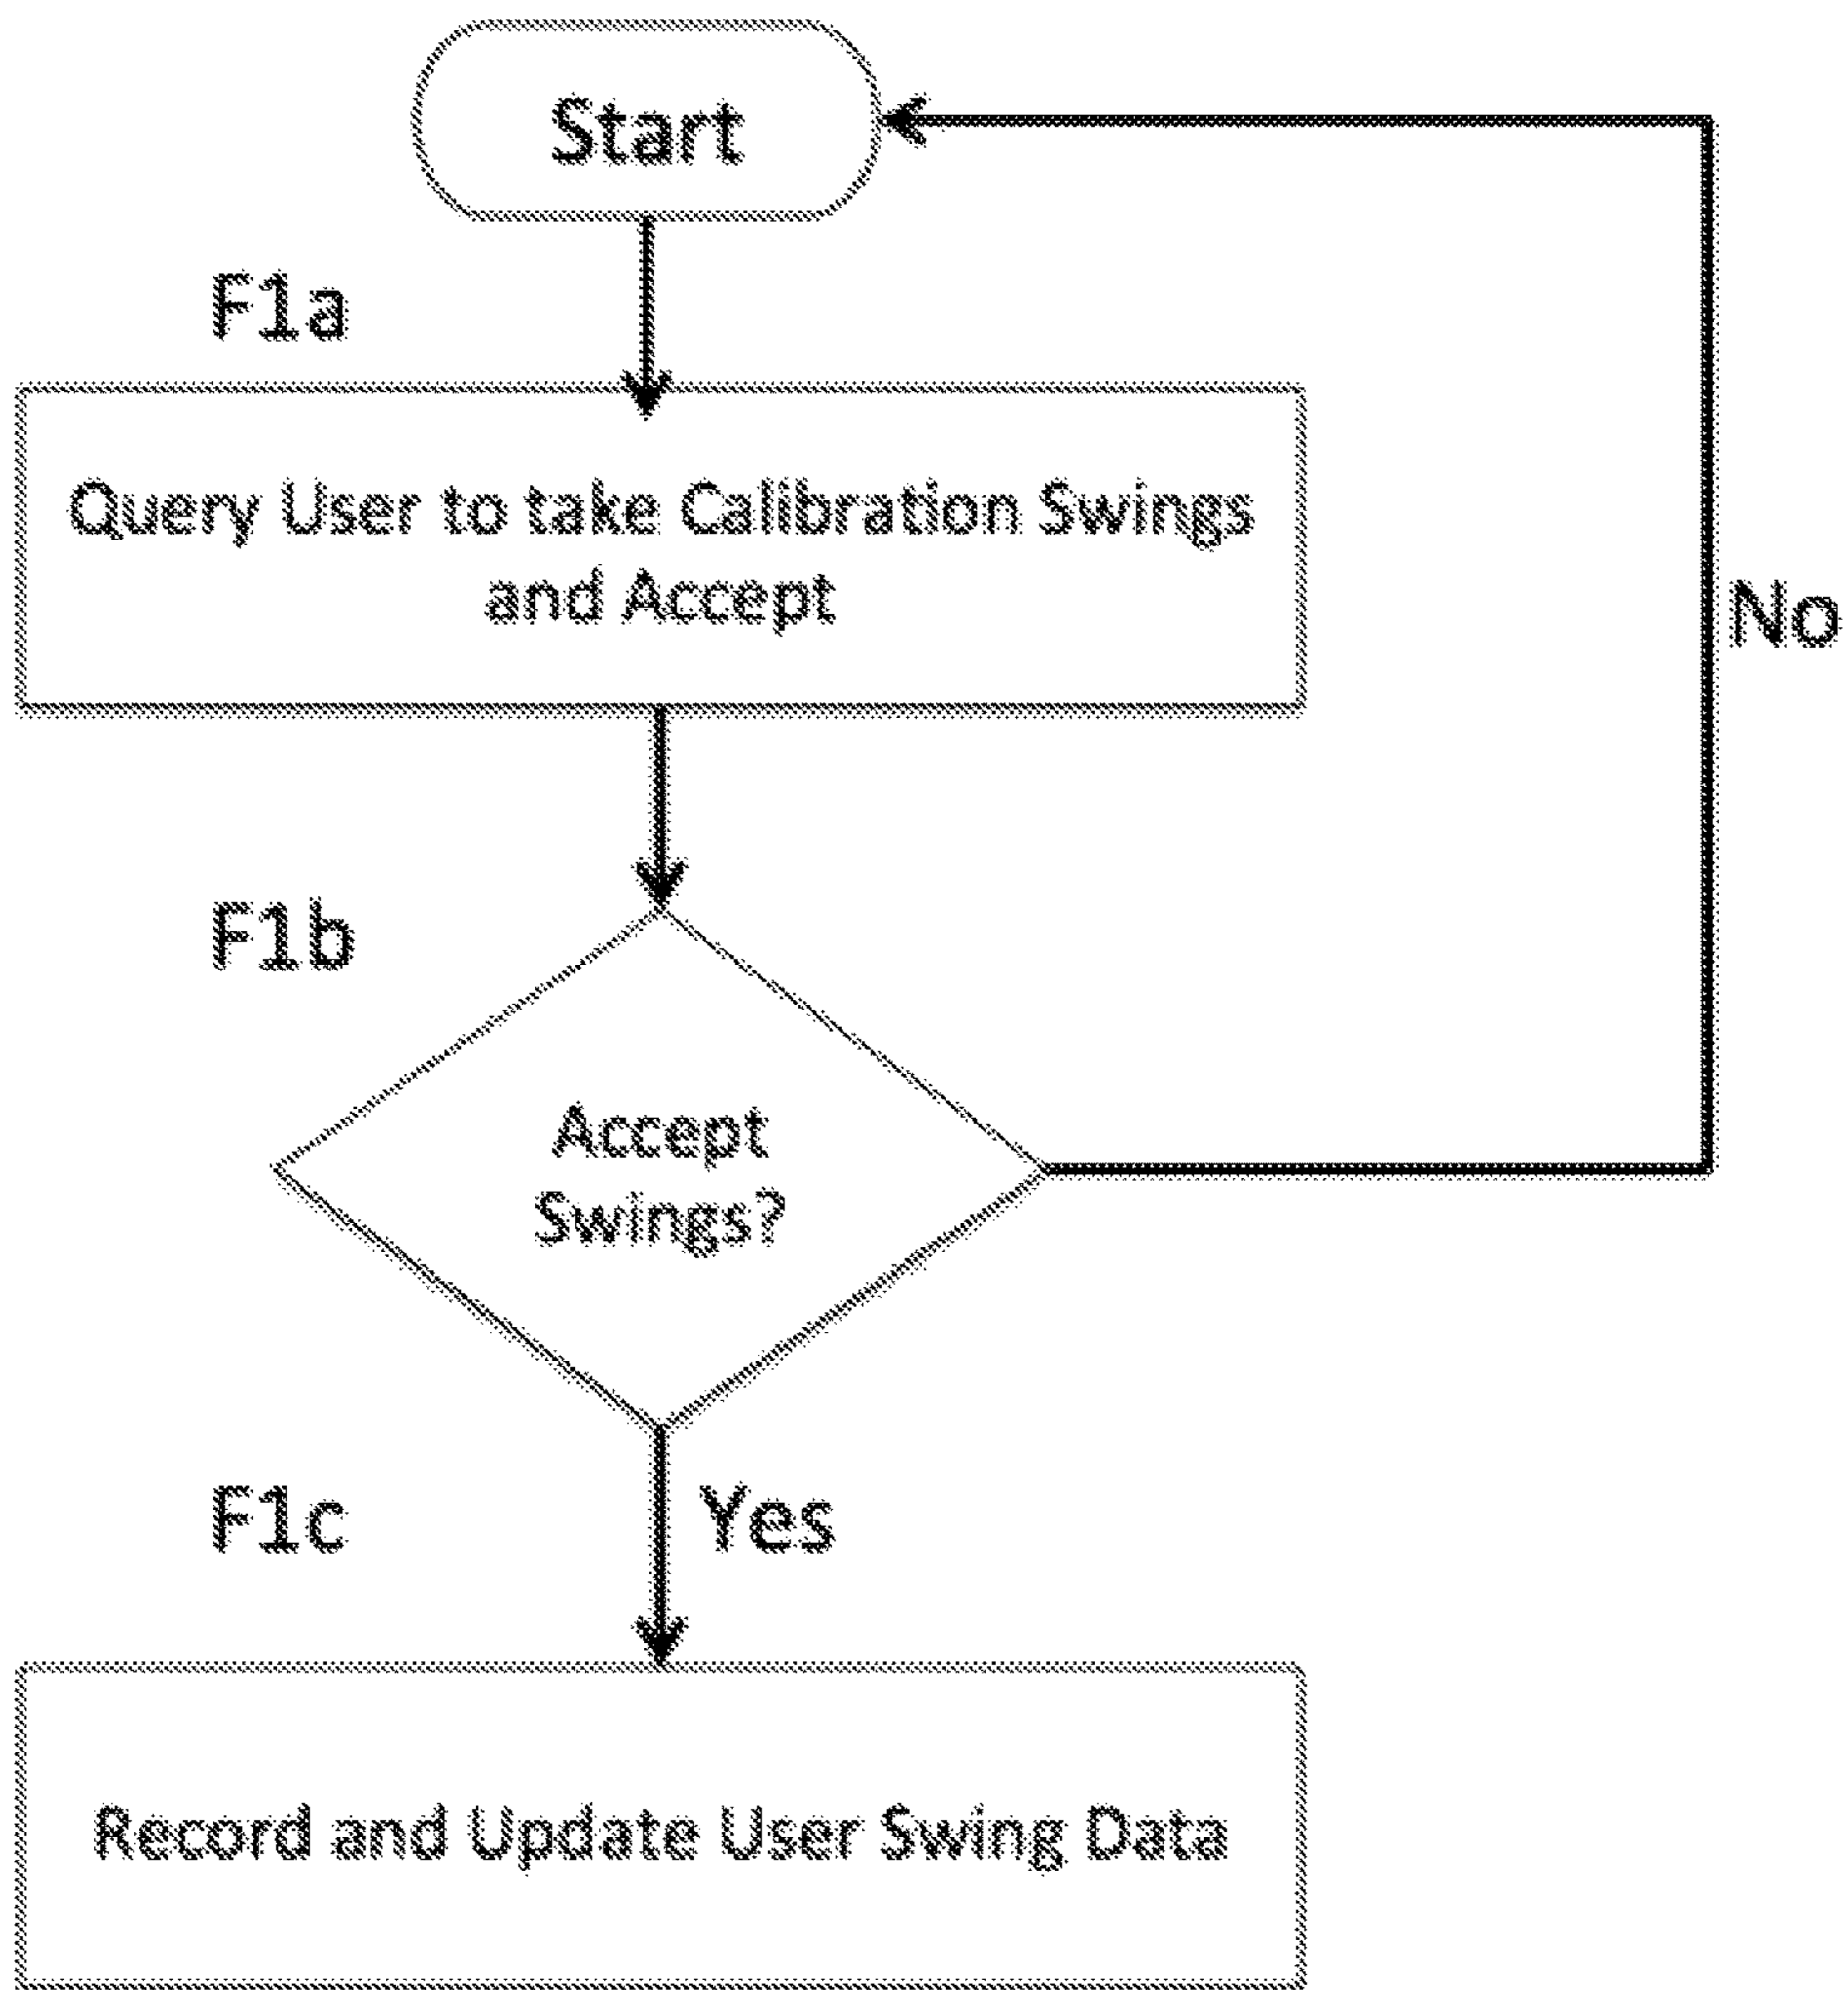 Start
F1a
Query User to take Calibration Swings
and Accept
No
F1b
Accept
Swings?
F1c
Yes
Record and Update User Swing Data